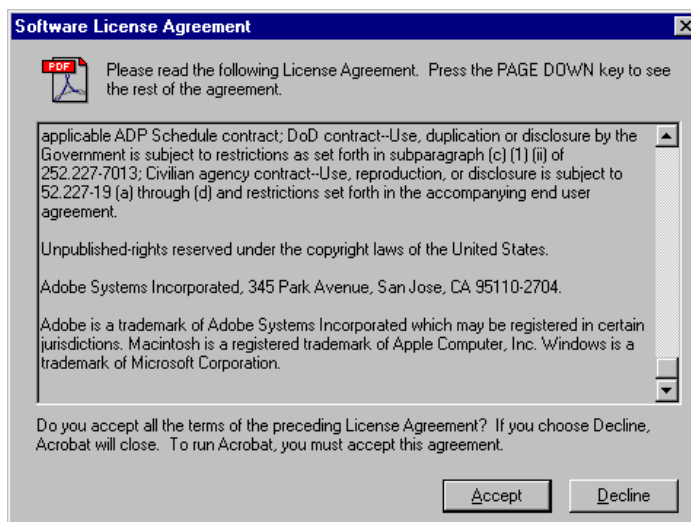 Software License Agreement
PDF
Please read the following License Agreement. Press the PAGE DOWN key to see
the rest of the agreement.
applicable ADP Schedule contract; DoD contract--Use, duplication or disclosure by the
Government is subject to restrictions as set forth in subparagraph (c) (1) (ii) of
252.227-7013; Civilian agency contract--Use, reproduction, or disclosure is subject to
52.227-19 (a) through (d) and restrictions set forth in the accompanying end user
agreement.
Unpublished-rights reserved under the copyright laws of the United States.
Adobe Systems Incorporated, 345 Park Avenue, San Jose, CA 95110-2704.
Adobe is a trademark of Adobe Systems Incorporated which may be registered in certain
jurisdictions. Macintosh is a registered trademark of Apple Computer, Inc. Windows is a
trademark of Microsoft Corporation.
Do you accept all the terms of the preceding License Agreement? If you choose Decline,
Acrobat will close. To run Acrobat, you must accept this agreement.
Accept Decline